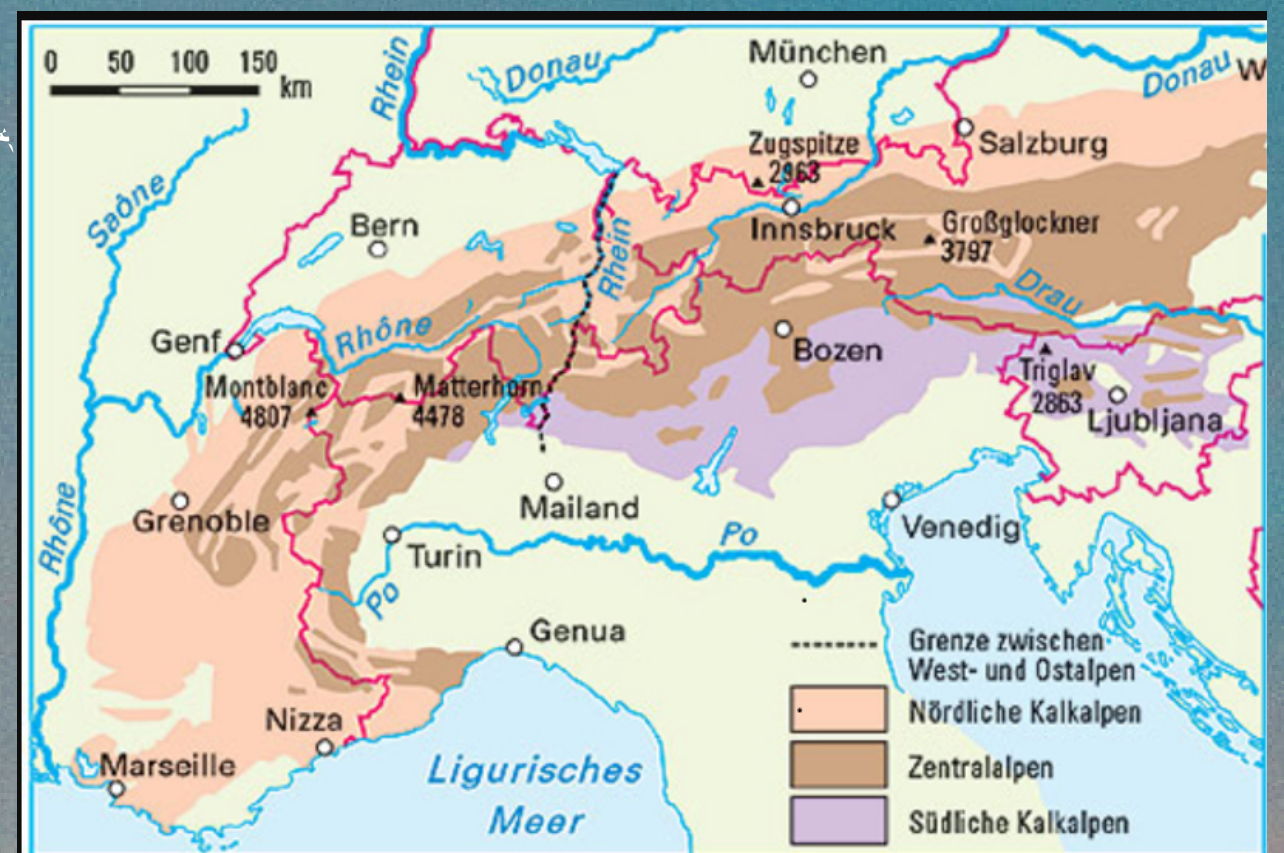 0 50 100 150 km
Rhein
Donau
München
Donau
W
Saône
Zugspitze
2963
Salzburg
Bern
Rhein
Innsbruck
Großglockner
3797
Drau
Genf
Rhône
Bozen
Montblanc
4807
Matterhorn
4478
Triglav
2863
Ljubljana
Rhône
Grenoble
Mailand
Venedig
Turin
Po
Po
Genua
Nizza
Marseille
Ligurisches
Meer
Grenze zwischen
West- und Ostalpen
Nördliche Kalkalpen
Zentralalpen
Südliche Kalkalpen